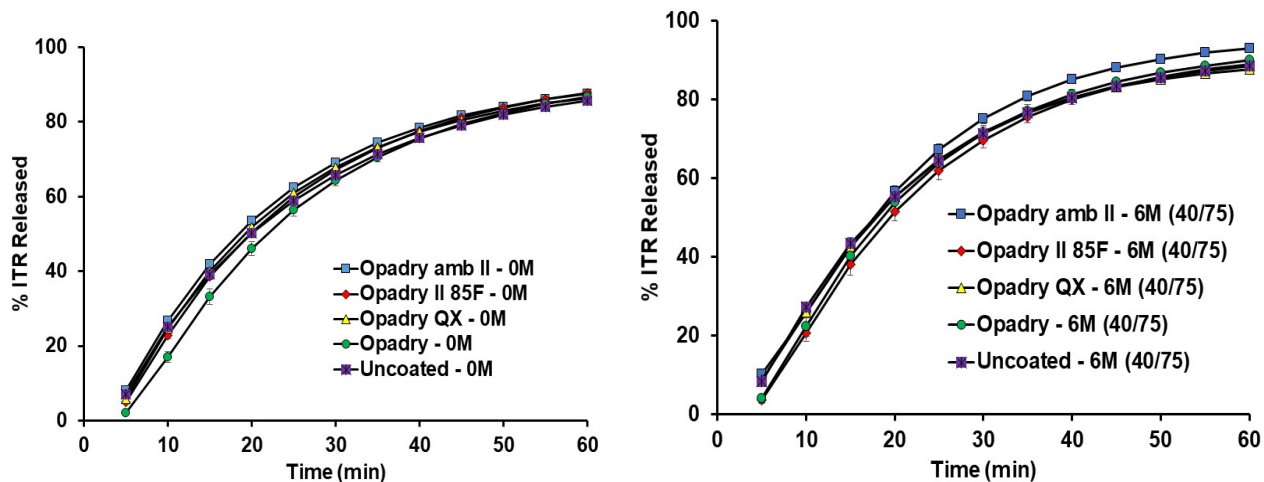 % ITR Released
100
80
60
40
20
0
Opadry amb II - 0M
Opadry II 85F - 0M
Opadry QX - 0M
Opadry - 0M
Uncoated - 0M
0 10 20 30 40 50 60
Time (min)
% ITR Released
100
80
60
40
20
0
Opadry amb II - 6M (40/75)
Opadry II 85F - 6M (40/75)
Opadry QX - 6M (40/75)
Opadry - 6M (40/75)
Uncoated - 6M (40/75)
0 10 20 30 40 50 60
Time (min)